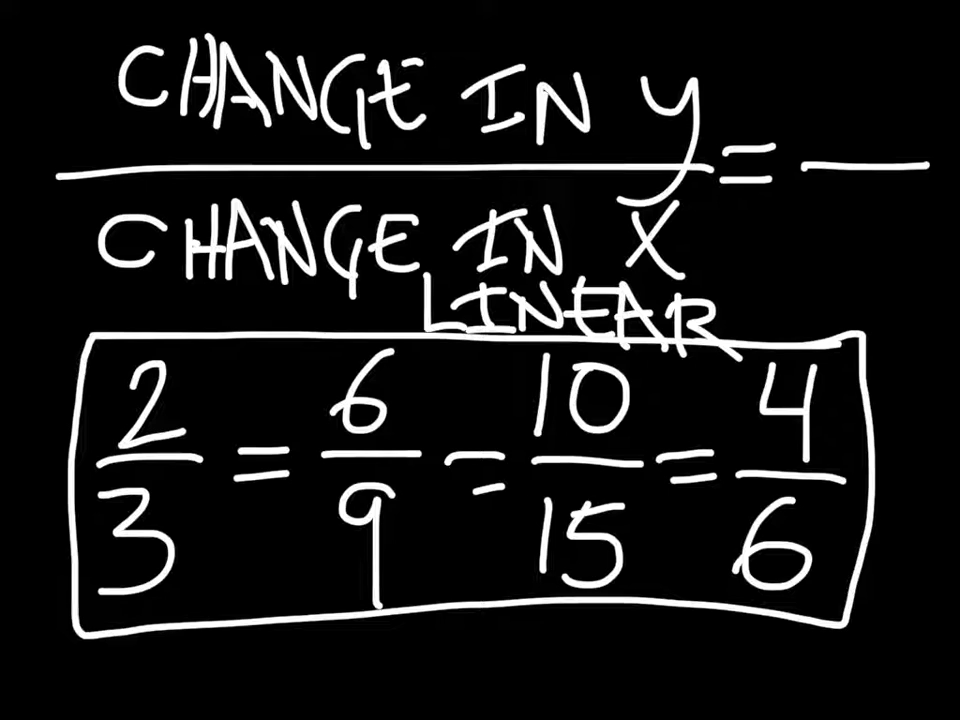 CHANGE IN y
= —
CHANGE IN X
LINEAR
2/3 = 6/9 = 10/15 = 4/6